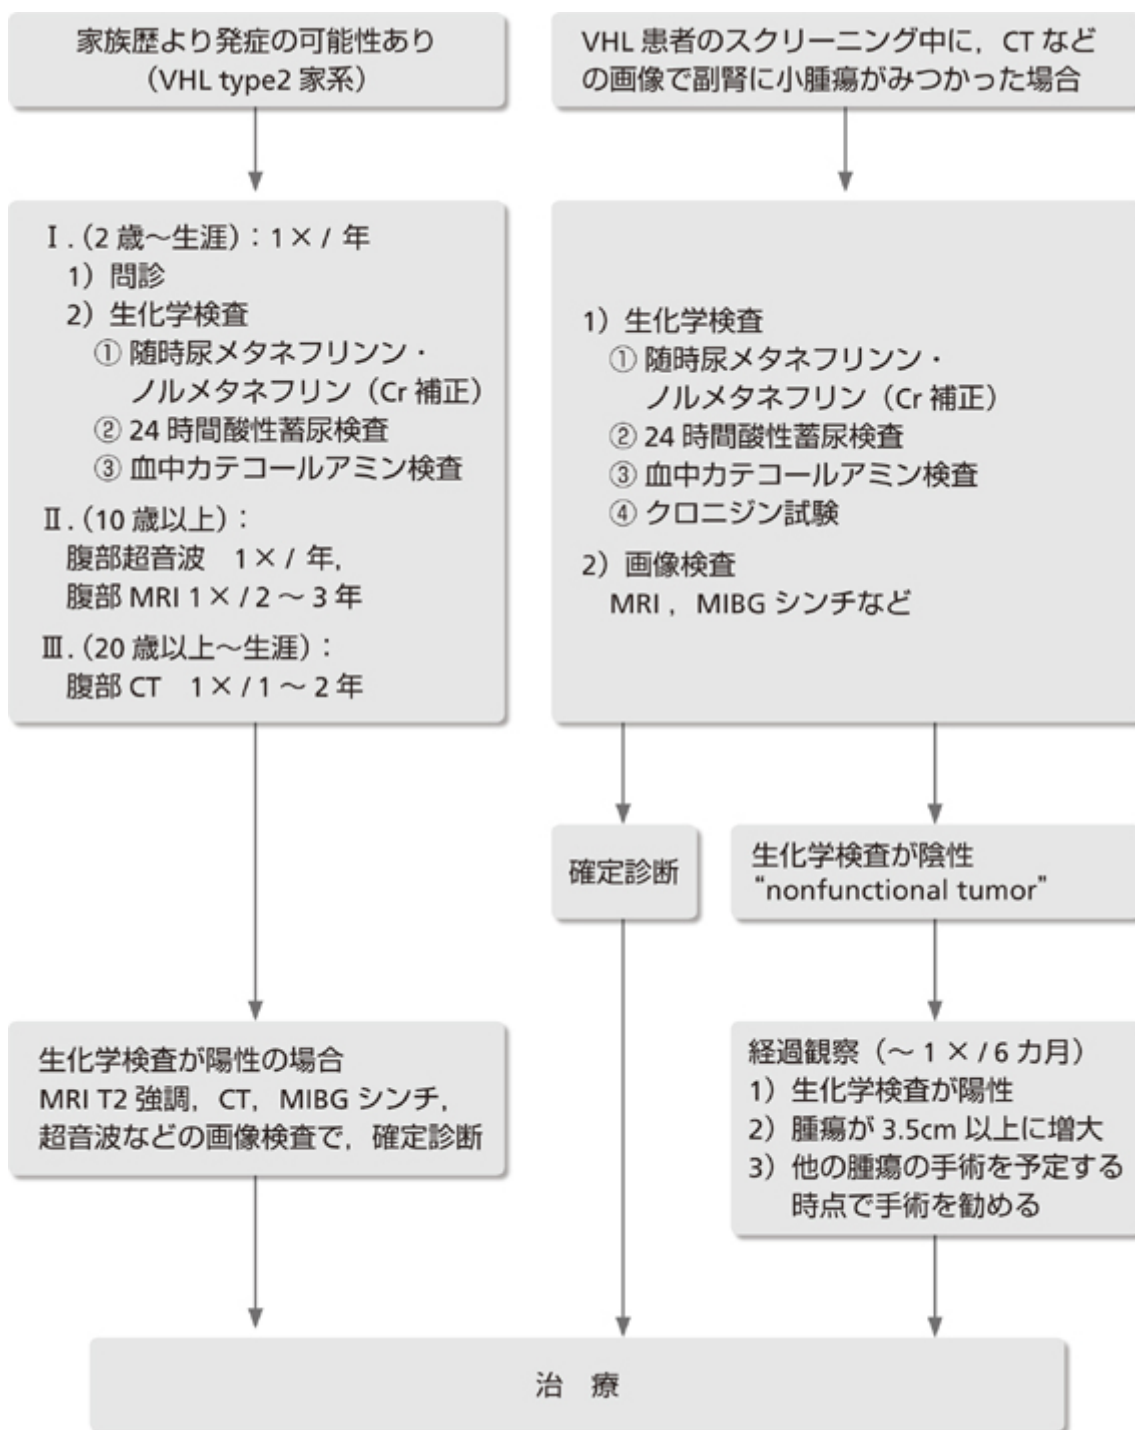 家族歴より発症の可能性あり
（VHL type2 家系）
VHL 患者のスクリーニング中に，CT など
の画像で副腎に小腫瘍がみつかった場合
Ⅰ．（2 歳～生涯）：1 × / 年
1）問診
2）生化学検査
① 随時尿メタネフリンン・
ノルメタネフリン（Cr 補正）
② 24 時間酸性蓄尿検査
③ 血中カテコールアミン検査
Ⅱ．（10 歳以上）：
腹部超音波　1 × / 年，
腹部 MRI 1 × / 2 ～ 3 年
Ⅲ．（20 歳以上～生涯）：
腹部 CT　1 × / 1 ～ 2 年
1）生化学検査
① 随時尿メタネフリンン・
ノルメタネフリン（Cr 補正）
② 24 時間酸性蓄尿検査
③ 血中カテコールアミン検査
④ クロニジン試験
2）画像検査
MRI ，MIBG シンチなど
確定診断
生化学検査が陰性
“nonfunctional tumor”
生化学検査が陽性の場合
MRI T2 強調，CT，MIBG シンチ，
超音波などの画像検査で，確定診断
経過観察（～ 1 × / 6 カ月）
1）生化学検査が陽性
2）腫瘍が 3.5cm 以上に増大
3）他の腫瘍の手術を予定する
時点で手術を勧める
治　療